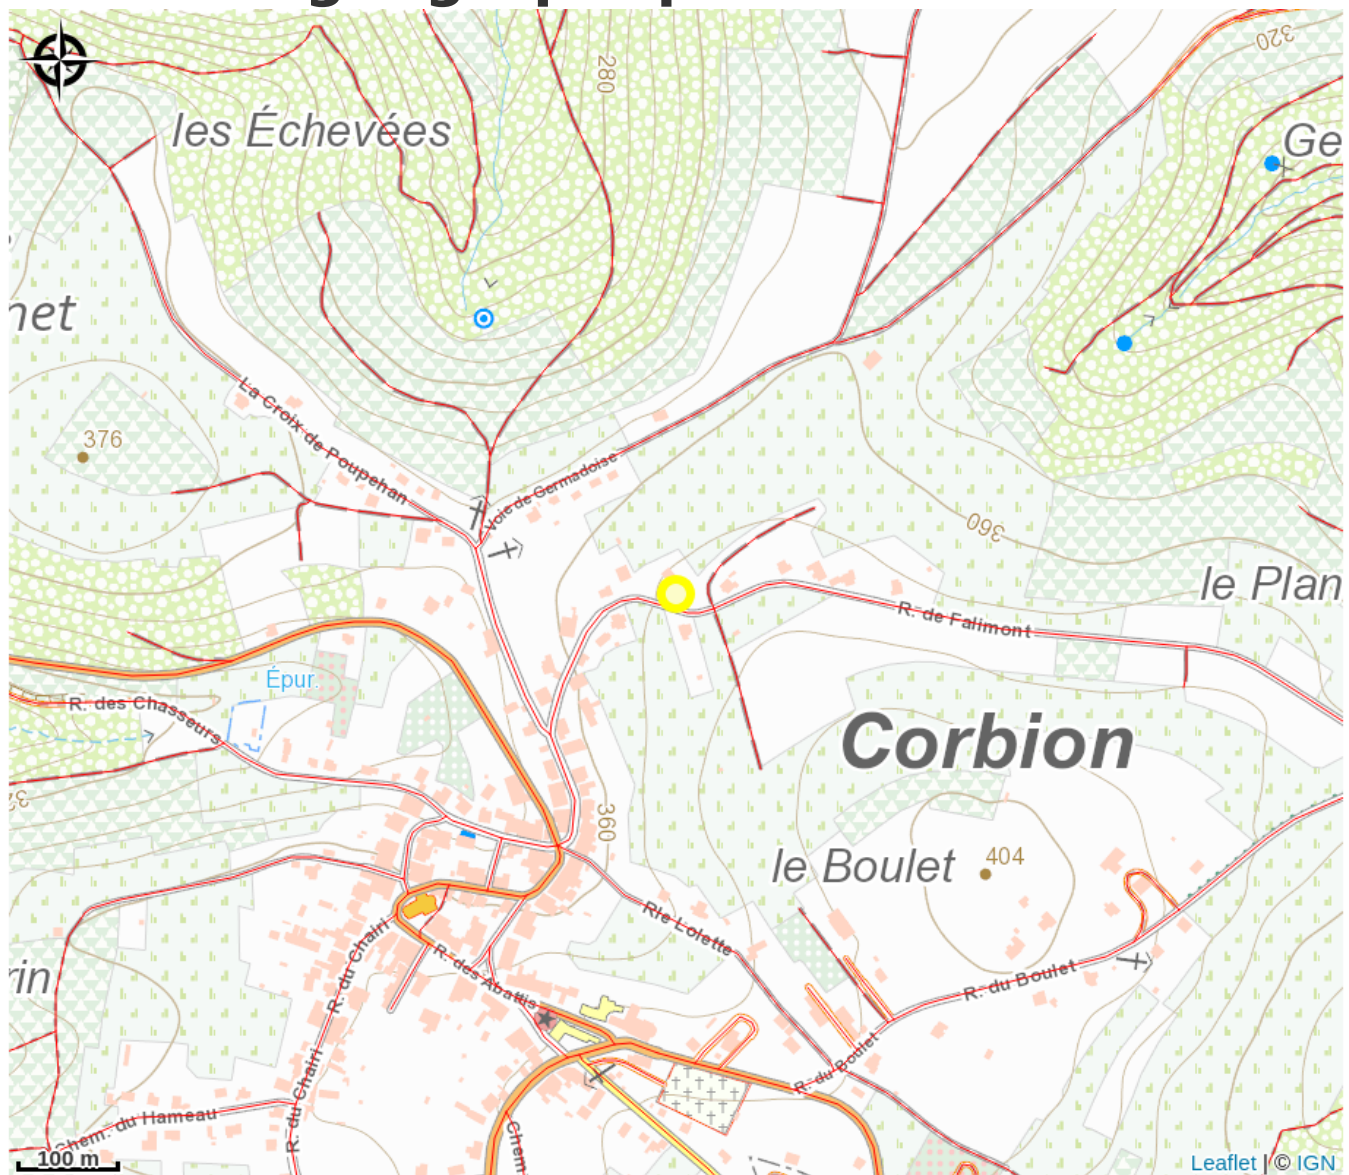 320
280
les Échevées
Ge
net
La Croix de Poupehan
376
Voie de Germadoise
360
le Plan
R. de Falimont
Épur.
R. des Chasseurs
Corbion
360
le Boulet
404
Rle Lolette
R. du Chairi
R. des Abattis
rin
R. du Boulet
R. du Boulet
R. du Chairi
Chem. du Hameau
Chem.
100 m
Leaflet | © IGN